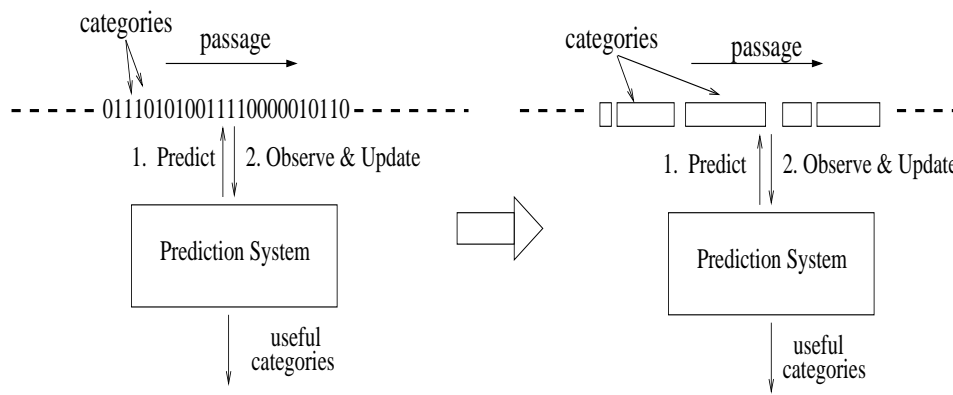 categories
passage
011101010011110000010110
1. Predict
2. Observe & Update
Prediction System
useful
categories
categories
passage
1. Predict
2. Observe & Update
Prediction System
useful
categories